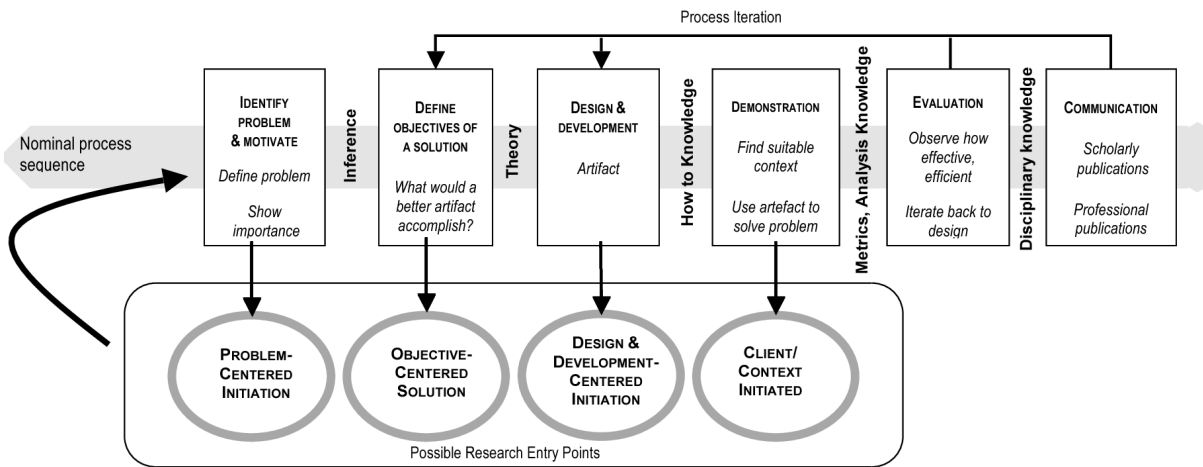 Process Iteration
Nominal process
sequence
IDENTIFY
PROBLEM
& MOTIVATE
Define problem
Show
importance
Inference
DEFINE
OBJECTIVES OF
A SOLUTION
What would a
better artifact
accomplish?
Theory
DESIGN &
DEVELOPMENT
Artifact
How to Knowledge
DEMONSTRATION
Find suitable
context
Use artefact to
solve problem
Metrics, Analysis Knowledge
EVALUATION
Observe how
effective,
efficient
Iterate back to
design
Disciplinary knowledge
COMMUNICATION
Scholarly
publications
Professional
publications
PROBLEM-
CENTERED
INITIATION
OBJECTIVE-
CENTERED
SOLUTION
DESIGN &
DEVELOPMENT-
CENTERED
INITIATION
CLIENT/
CONTEXT
INITIATED
Possible Research Entry Points